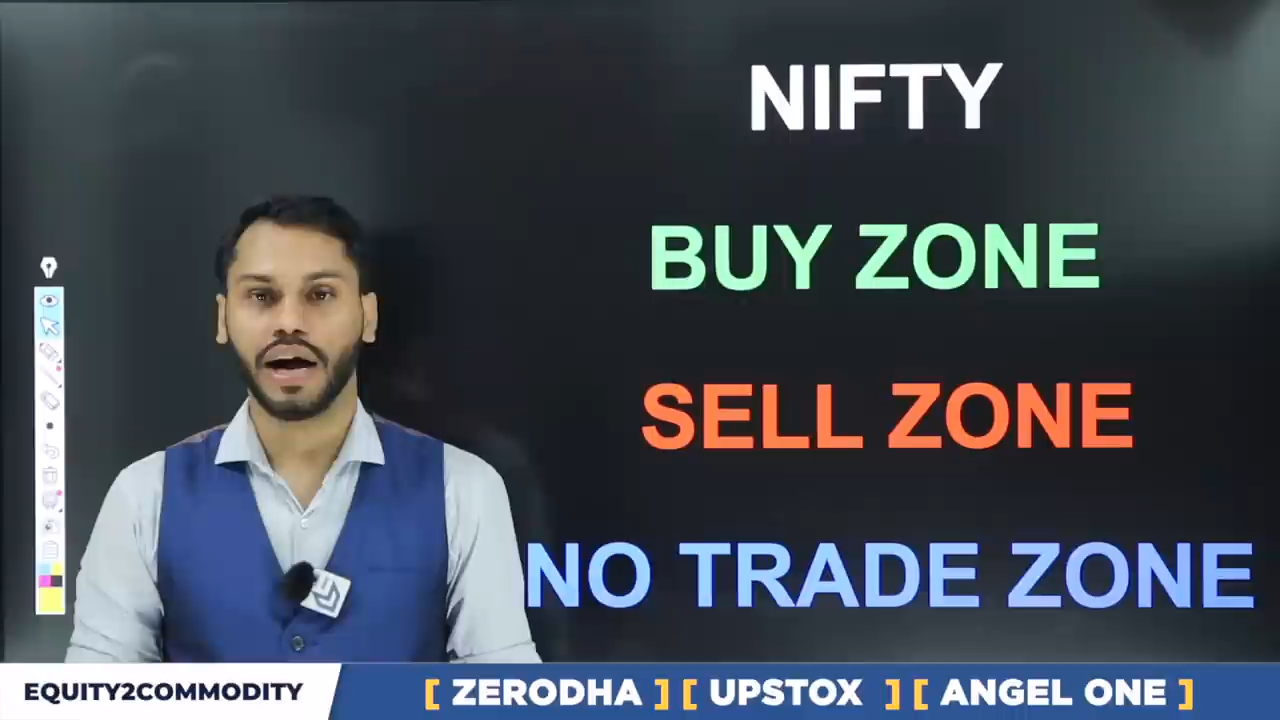 NIFTY
BUY ZONE
SELL ZONE
NO TRADE ZONE
EQUITY2COMMODITY
[ ZERODHA ] [ UPSTOX ] [ ANGEL ONE ]